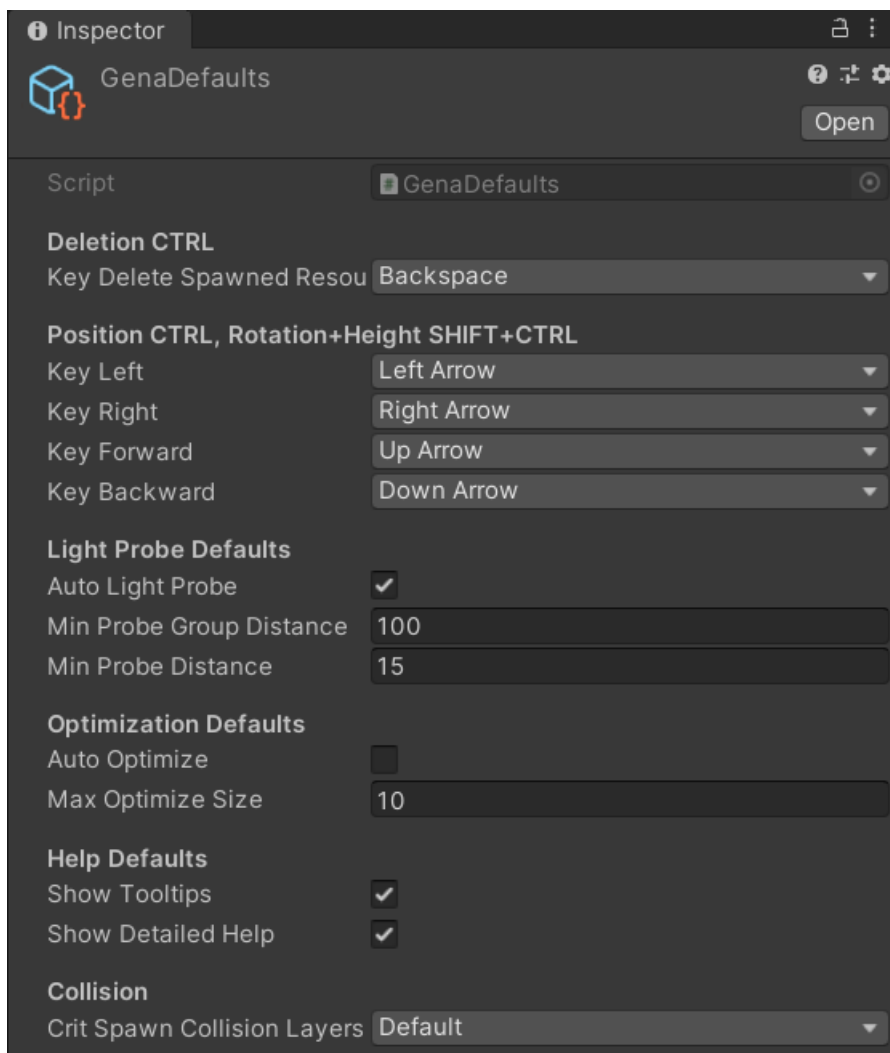 Inspector
GenaDefaults
Open
Script GenaDefaults
Deletion CTRL
Key Delete Spawned Resou Backspace
Position CTRL, Rotation+Height SHIFT+CTRL
Key Left Left Arrow
Key Right Right Arrow
Key Forward Up Arrow
Key Backward Down Arrow
Light Probe Defaults
Auto Light Probe
Min Probe Group Distance 100
Min Probe Distance 15
Optimization Defaults
Auto Optimize
Max Optimize Size 10
Help Defaults
Show Tooltips
Show Detailed Help
Collision
Crit Spawn Collision Layers Default